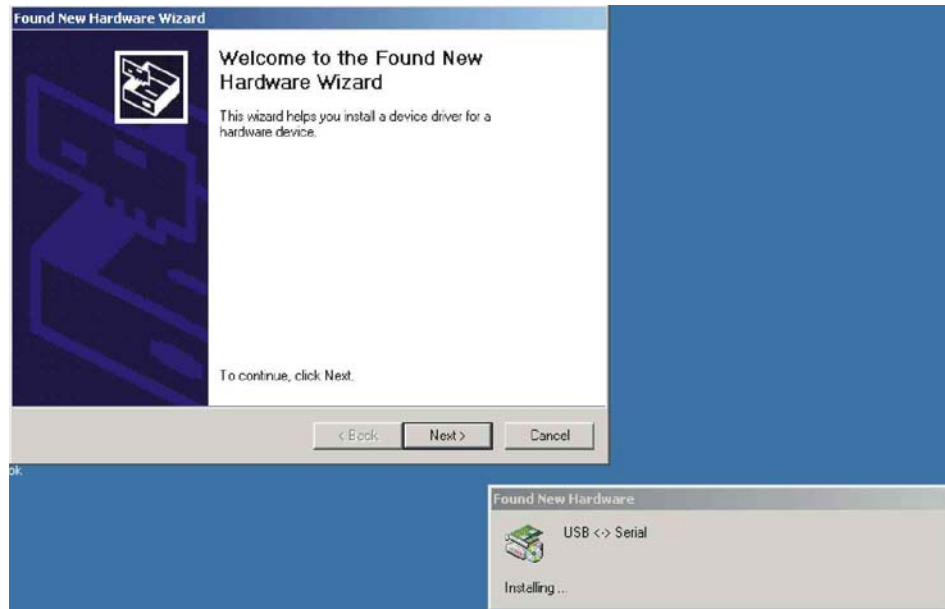 Found New Hardware Wizard
Welcome to the Found New
Hardware Wizard
This wizard helps you install a device driver for a
hardware device.
To continue, click Next.
< Back
Next >
Cancel
ok
Found New Hardware
USB <-> Serial
Installing ...